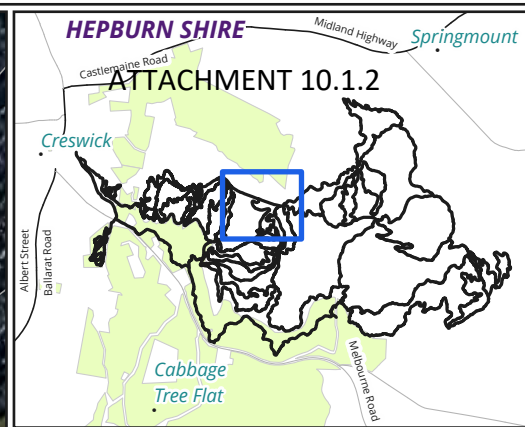 HEPBURN SHIRE
Midland Highway
Springmount
Castlemaine Road
ATTACHMENT 10.1.2
Creswick
Albert Street
Ballarat Road
Cabbage
Tree Flat
Melbourne Road